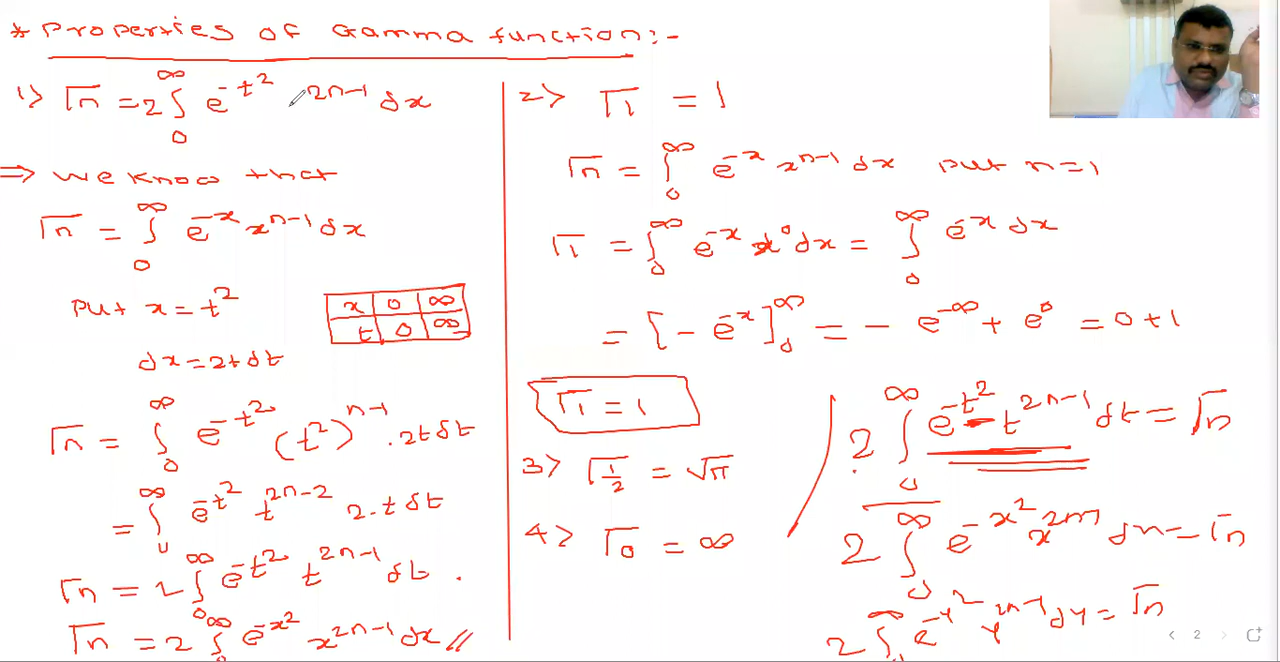 * Properties of Gamma function:-
1> Γn = 2 ∫₀^∞ e^-t² ^2n-1 dx
⇒ We know that
Γn = ∫₀^∞ e^-x x^n-1 dx
Put x = t²
x 0 ∞
t 0 ∞
dx = 2t dt
Γn = ∫₀^∞ e^-t² (t²)^n-1 . 2t dt
= ∫₀^∞ e^-t² t^2n-2 2.t dt
Γn = 2 ∫₀^∞ e^-t² t^2n-1 dt .
Γn = 2 ∫₀^∞ e^-x² x^2n-1 dx //
2> Γ1 = 1
Γn = ∫₀^∞ e^-x x^n-1 dx Put n=1
Γ1 = ∫₀^∞ e^-x x⁰ dx = ∫₀^∞ e^-x dx
= [- e^-x]₀^∞ = - e^-∞ + e⁰ = 0+1
Γ1 = 1
3> Γ1/2 = √π
4> Γ0 = ∞
2 ∫₀^∞ e^-t² t^2n-1 dt = Γn
2 ∫₀^∞ e^-x² x dx = Γn
2 ∫₀^∞ e^-y² y^2n-1 dy = Γn
2